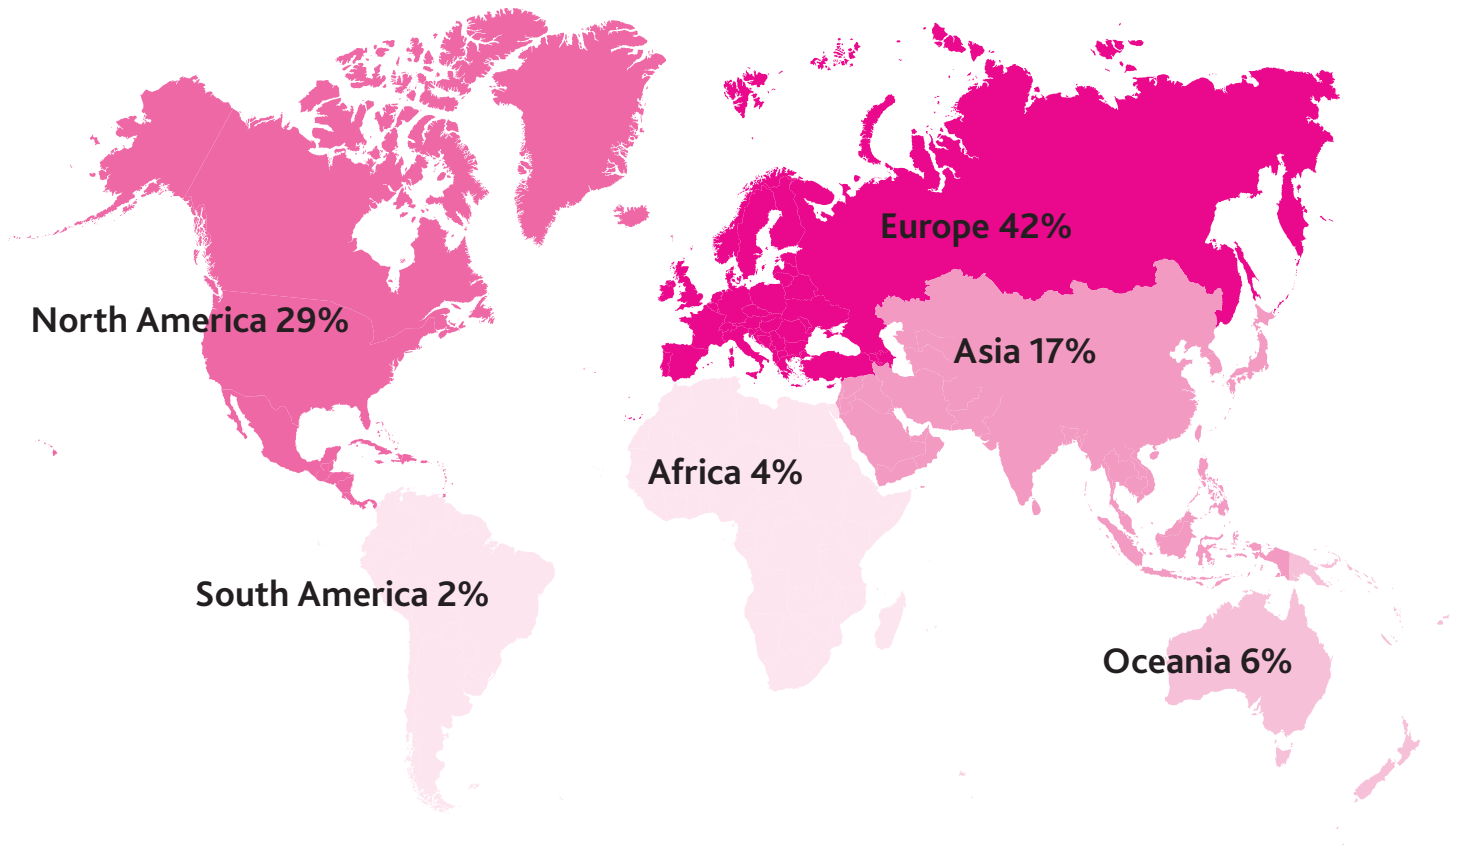 Europe 42%
North America 29%
Asia 17%
Africa 4%
South America 2%
Oceania 6%